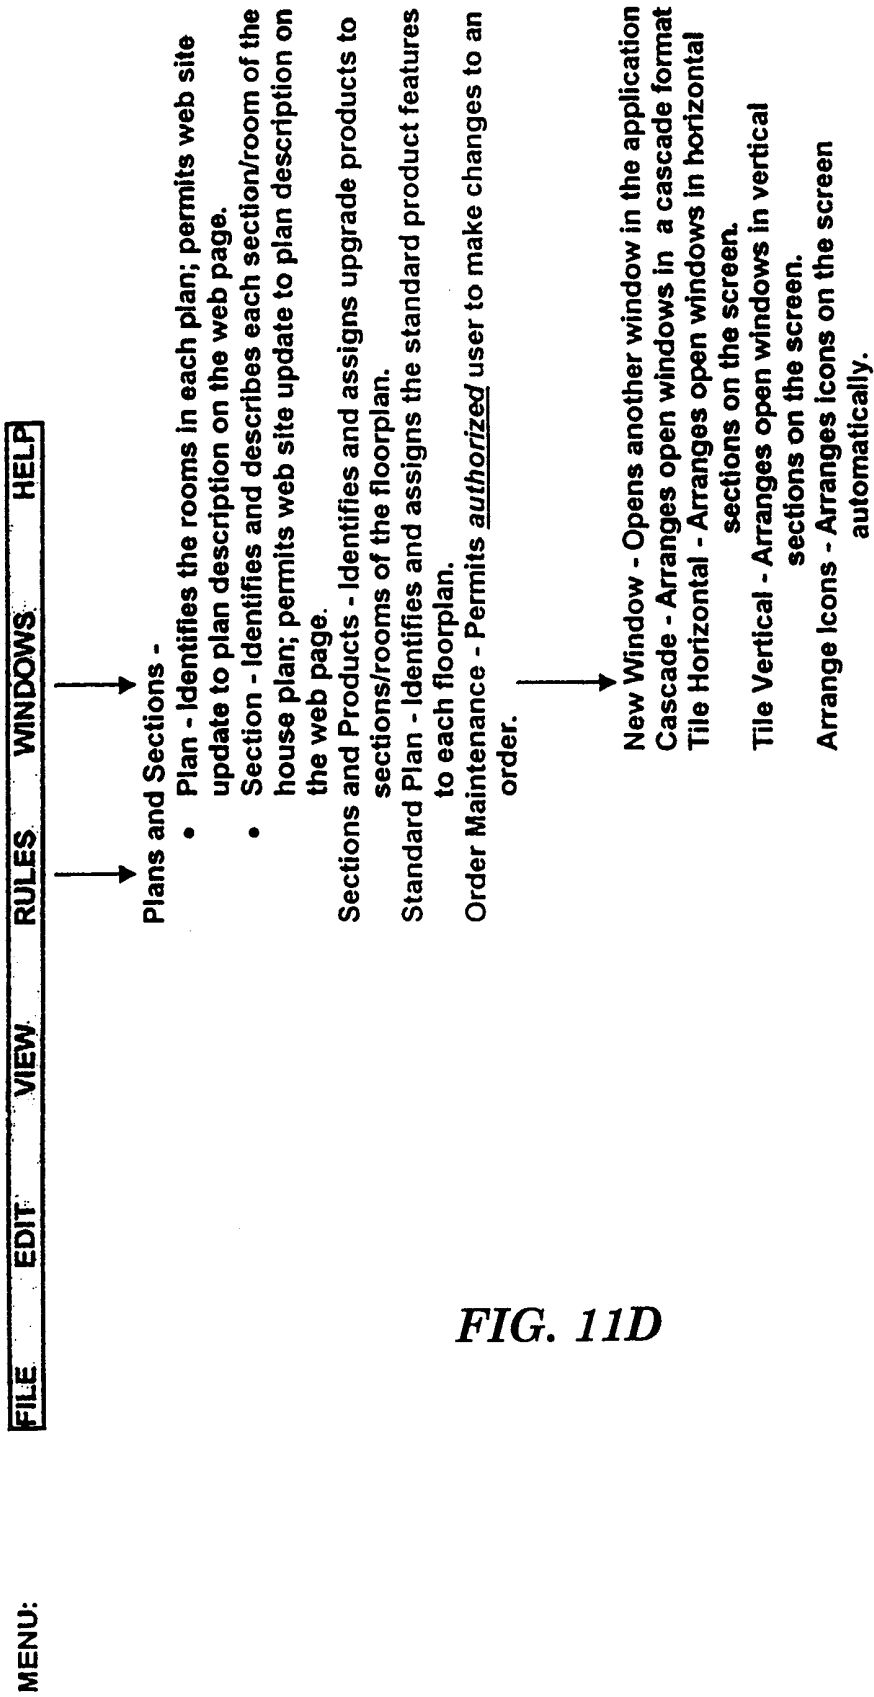 MENU:
FILE EDIT VIEW RULES WINDOWS HELP
Plans and Sections -
• Plan - Identifies the rooms in each plan; permits web site
update to plan description on the web page.
• Section - Identifies and describes each section/room of the
house plan; permits web site update to plan description on
the web page.
Sections and Products - Identifies and assigns upgrade products to
sections/rooms of the floorplan.
Standard Plan - Identifies and assigns the standard product features
to each floorplan.
Order Maintenance - Permits authorized user to make changes to an
order.
New Window - Opens another window in the application
Cascade - Arranges open windows in a cascade format
Tile Horizontal - Arranges open windows in horizontal
sections on the screen.
Tile Vertical - Arranges open windows in vertical
sections on the screen.
Arrange Icons - Arranges icons on the screen
automatically.
FIG. 11D